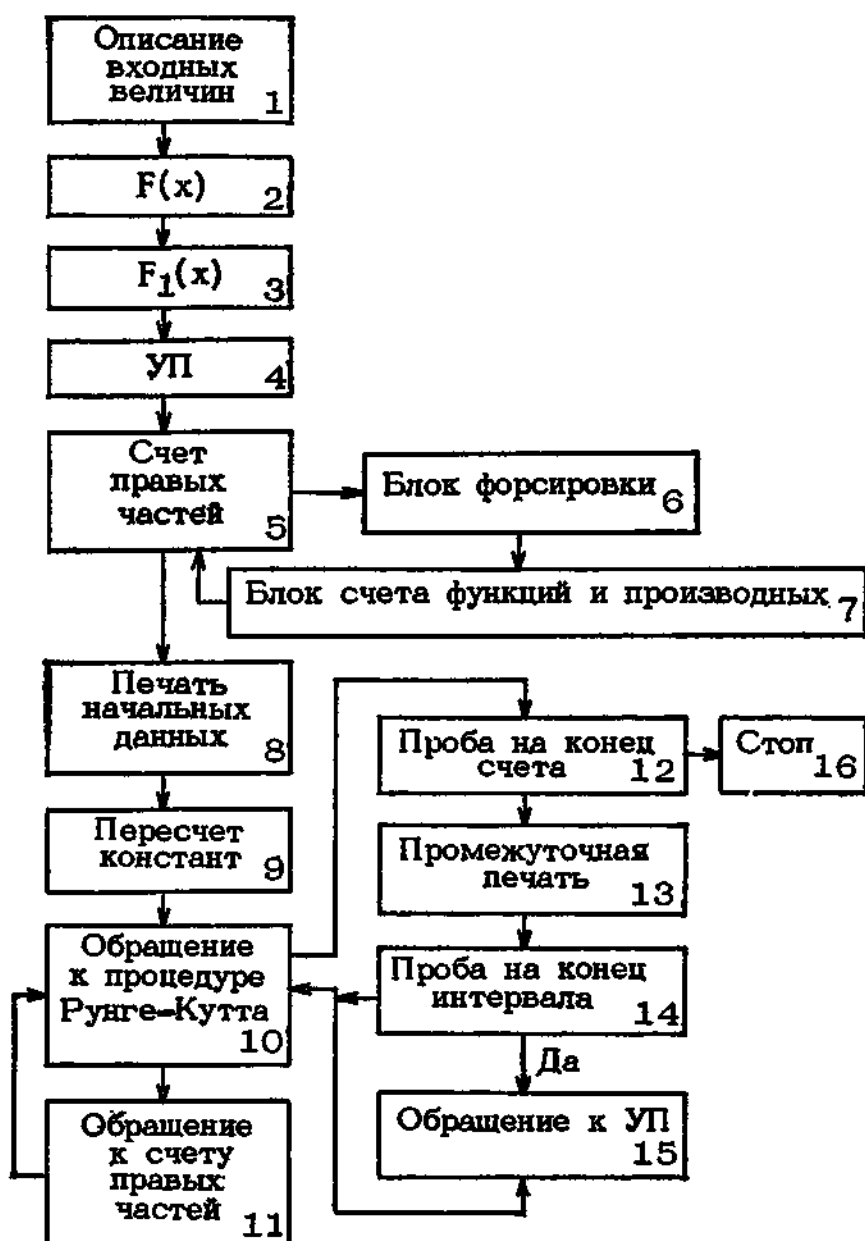 Описание
входных
величин 1
F(x) 2
F₁(x) 3
УП 4
Счет
правых
частей 5
Блок форсировки 6
Блок счета функций и производных 7
Печать
начальных
данных 8
Пересчет
констант 9
Обращение
к процедуре
Рунге-Кутта
10
Обращение
к счету
правых
частей 11
Проба на конец
счета 12
Стоп
16
Промежуточная
печать 13
Проба на конец
интервала 14
Да
Обращение к УП
15